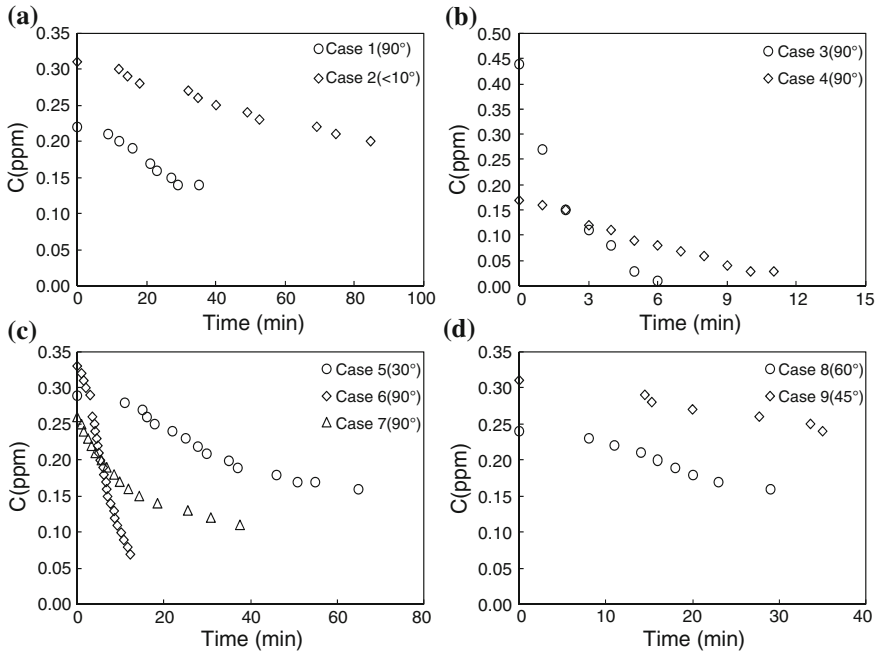 (a)
C(ppm)
0.35
0.30
0.25
0.20
0.15
0.10
0.05
0.00
Case 1(90°)
Case 2(<10°)
0 20 40 60 80 100
Time (min)
(b)
C(ppm)
0.50
0.45
0.40
0.35
0.30
0.25
0.20
0.15
0.10
0.05
0.00
Case 3(90°)
Case 4(90°)
0 3 6 9 12 15
Time (min)
(c)
C(ppm)
0.35
0.30
0.25
0.20
0.15
0.10
0.05
0.00
Case 5(30°)
Case 6(90°)
Case 7(90°)
0 20 40 60 80
Time (min)
(d)
C(ppm)
0.35
0.30
0.25
0.20
0.15
0.10
0.05
0.00
Case 8(60°)
Case 9(45°)
0 10 20 30 40
Time (min)